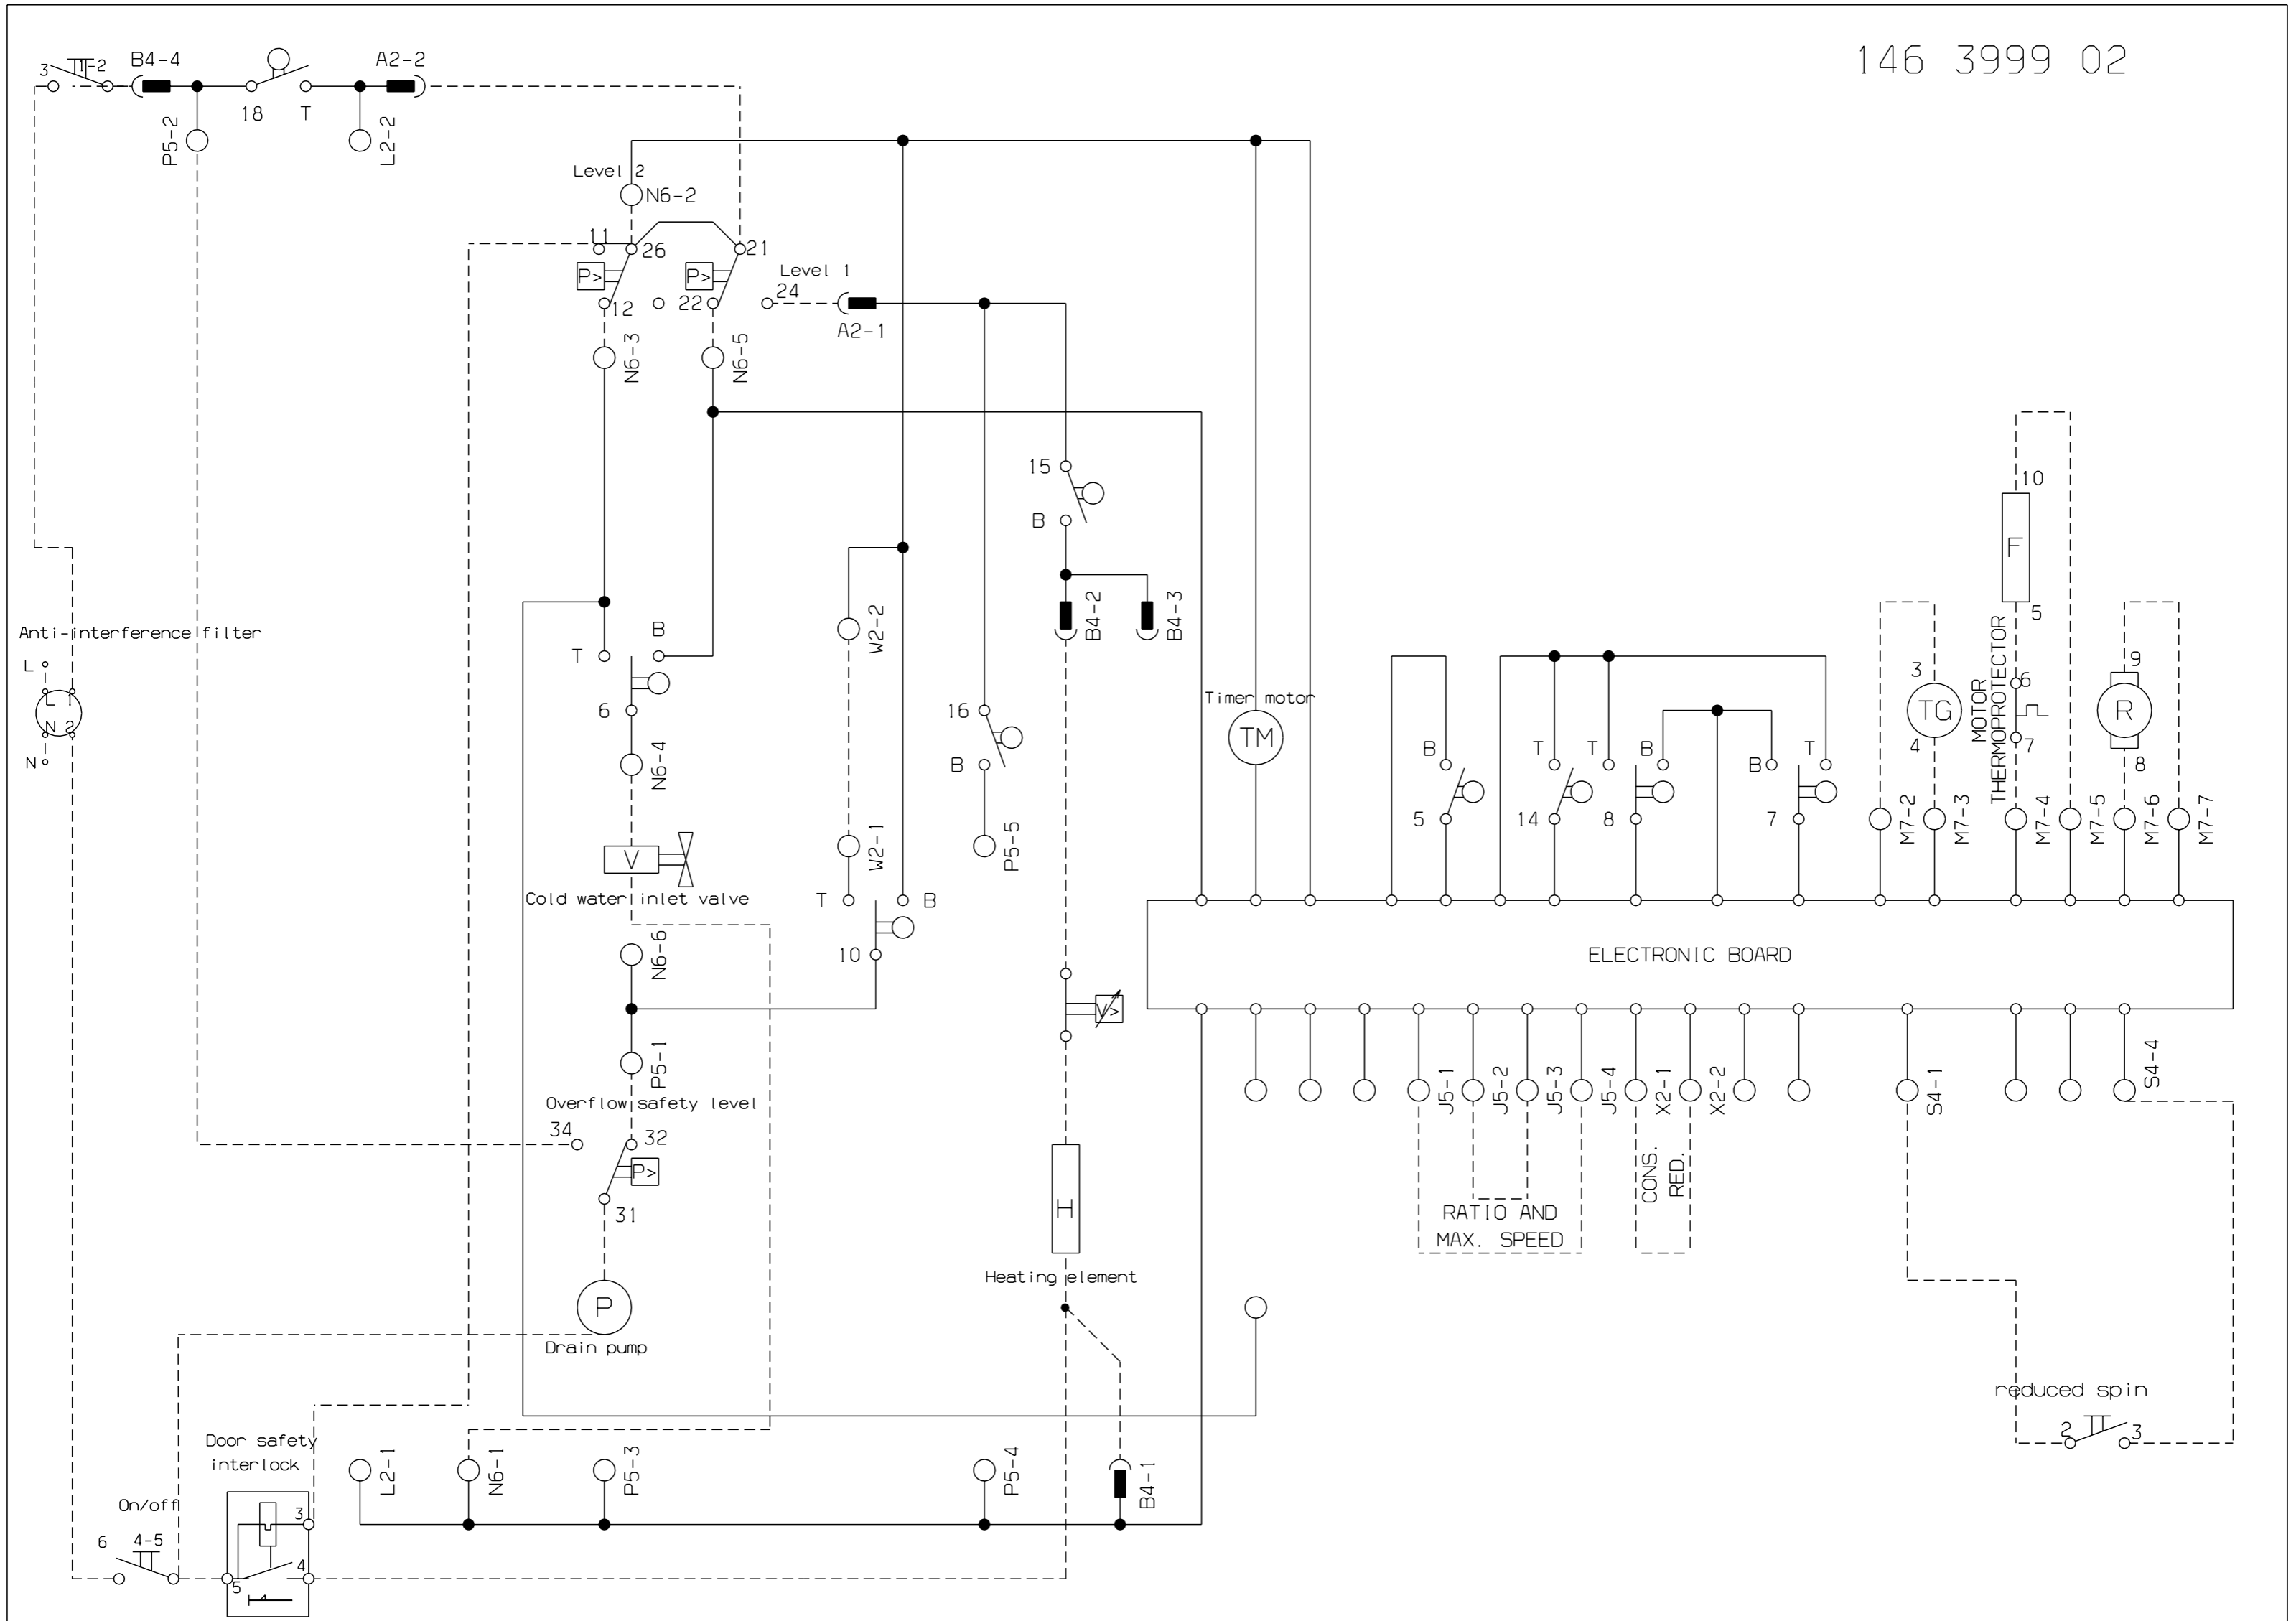 146 3999 02
3
1-2
B4-4
A2-2
18
T
P5-2
L2-2
Level 2
N6-2
11
26
21
P>
P>
Level 1
24
12
22
A2-1
N6-3
N6-5
15
B
10
F
5
B4-2
B4-3
W2-2
Anti-interference filter
L
L 1
N 2
N
T
B
6
N6-4
16
B
P5-5
Timer motor
TM
B
5
T
14
T
B
8
B
T
7
3
TG
4
MOTOR
THERMOPROTECTOR
6
7
9
R
8
M7-2
M7-3
M7-4
M7-5
M7-6
M7-7
V
Cold water inlet valve
W2-1
T
B
10
N6-6
ELECTRONIC BOARD
V>
P5-1
Overflow safety level
34
32
P>
31
J5-1
J5-2
J5-3
J5-4
X2-1
X2-2
S4-1
S4-4
CONS.
RED.
RATIO AND
MAX. SPEED
H
Heating element
P
Drain pump
reduced spin
2
3
Door safety
interlock
L2-1
N6-1
P5-3
P5-4
B4-1
On/off
6
4-5
3
4
5